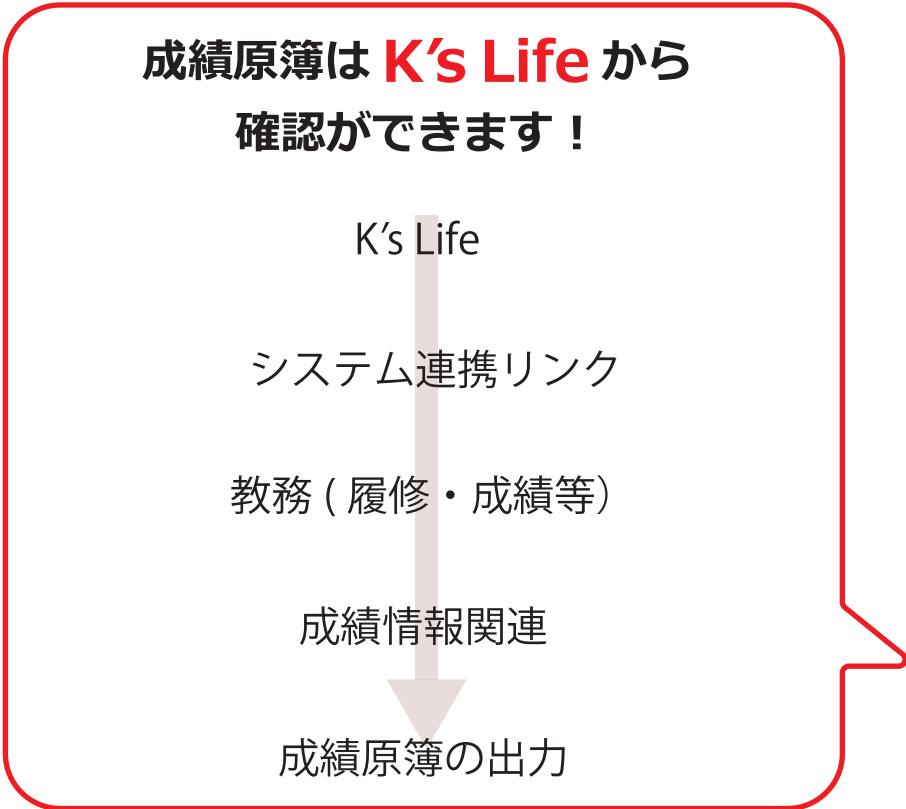 成績原簿は K′s Life から
確認ができます！
K′s Life
システム連携リンク
教務 ( 履修・成績等）
成績情報関連
成績原簿の出力